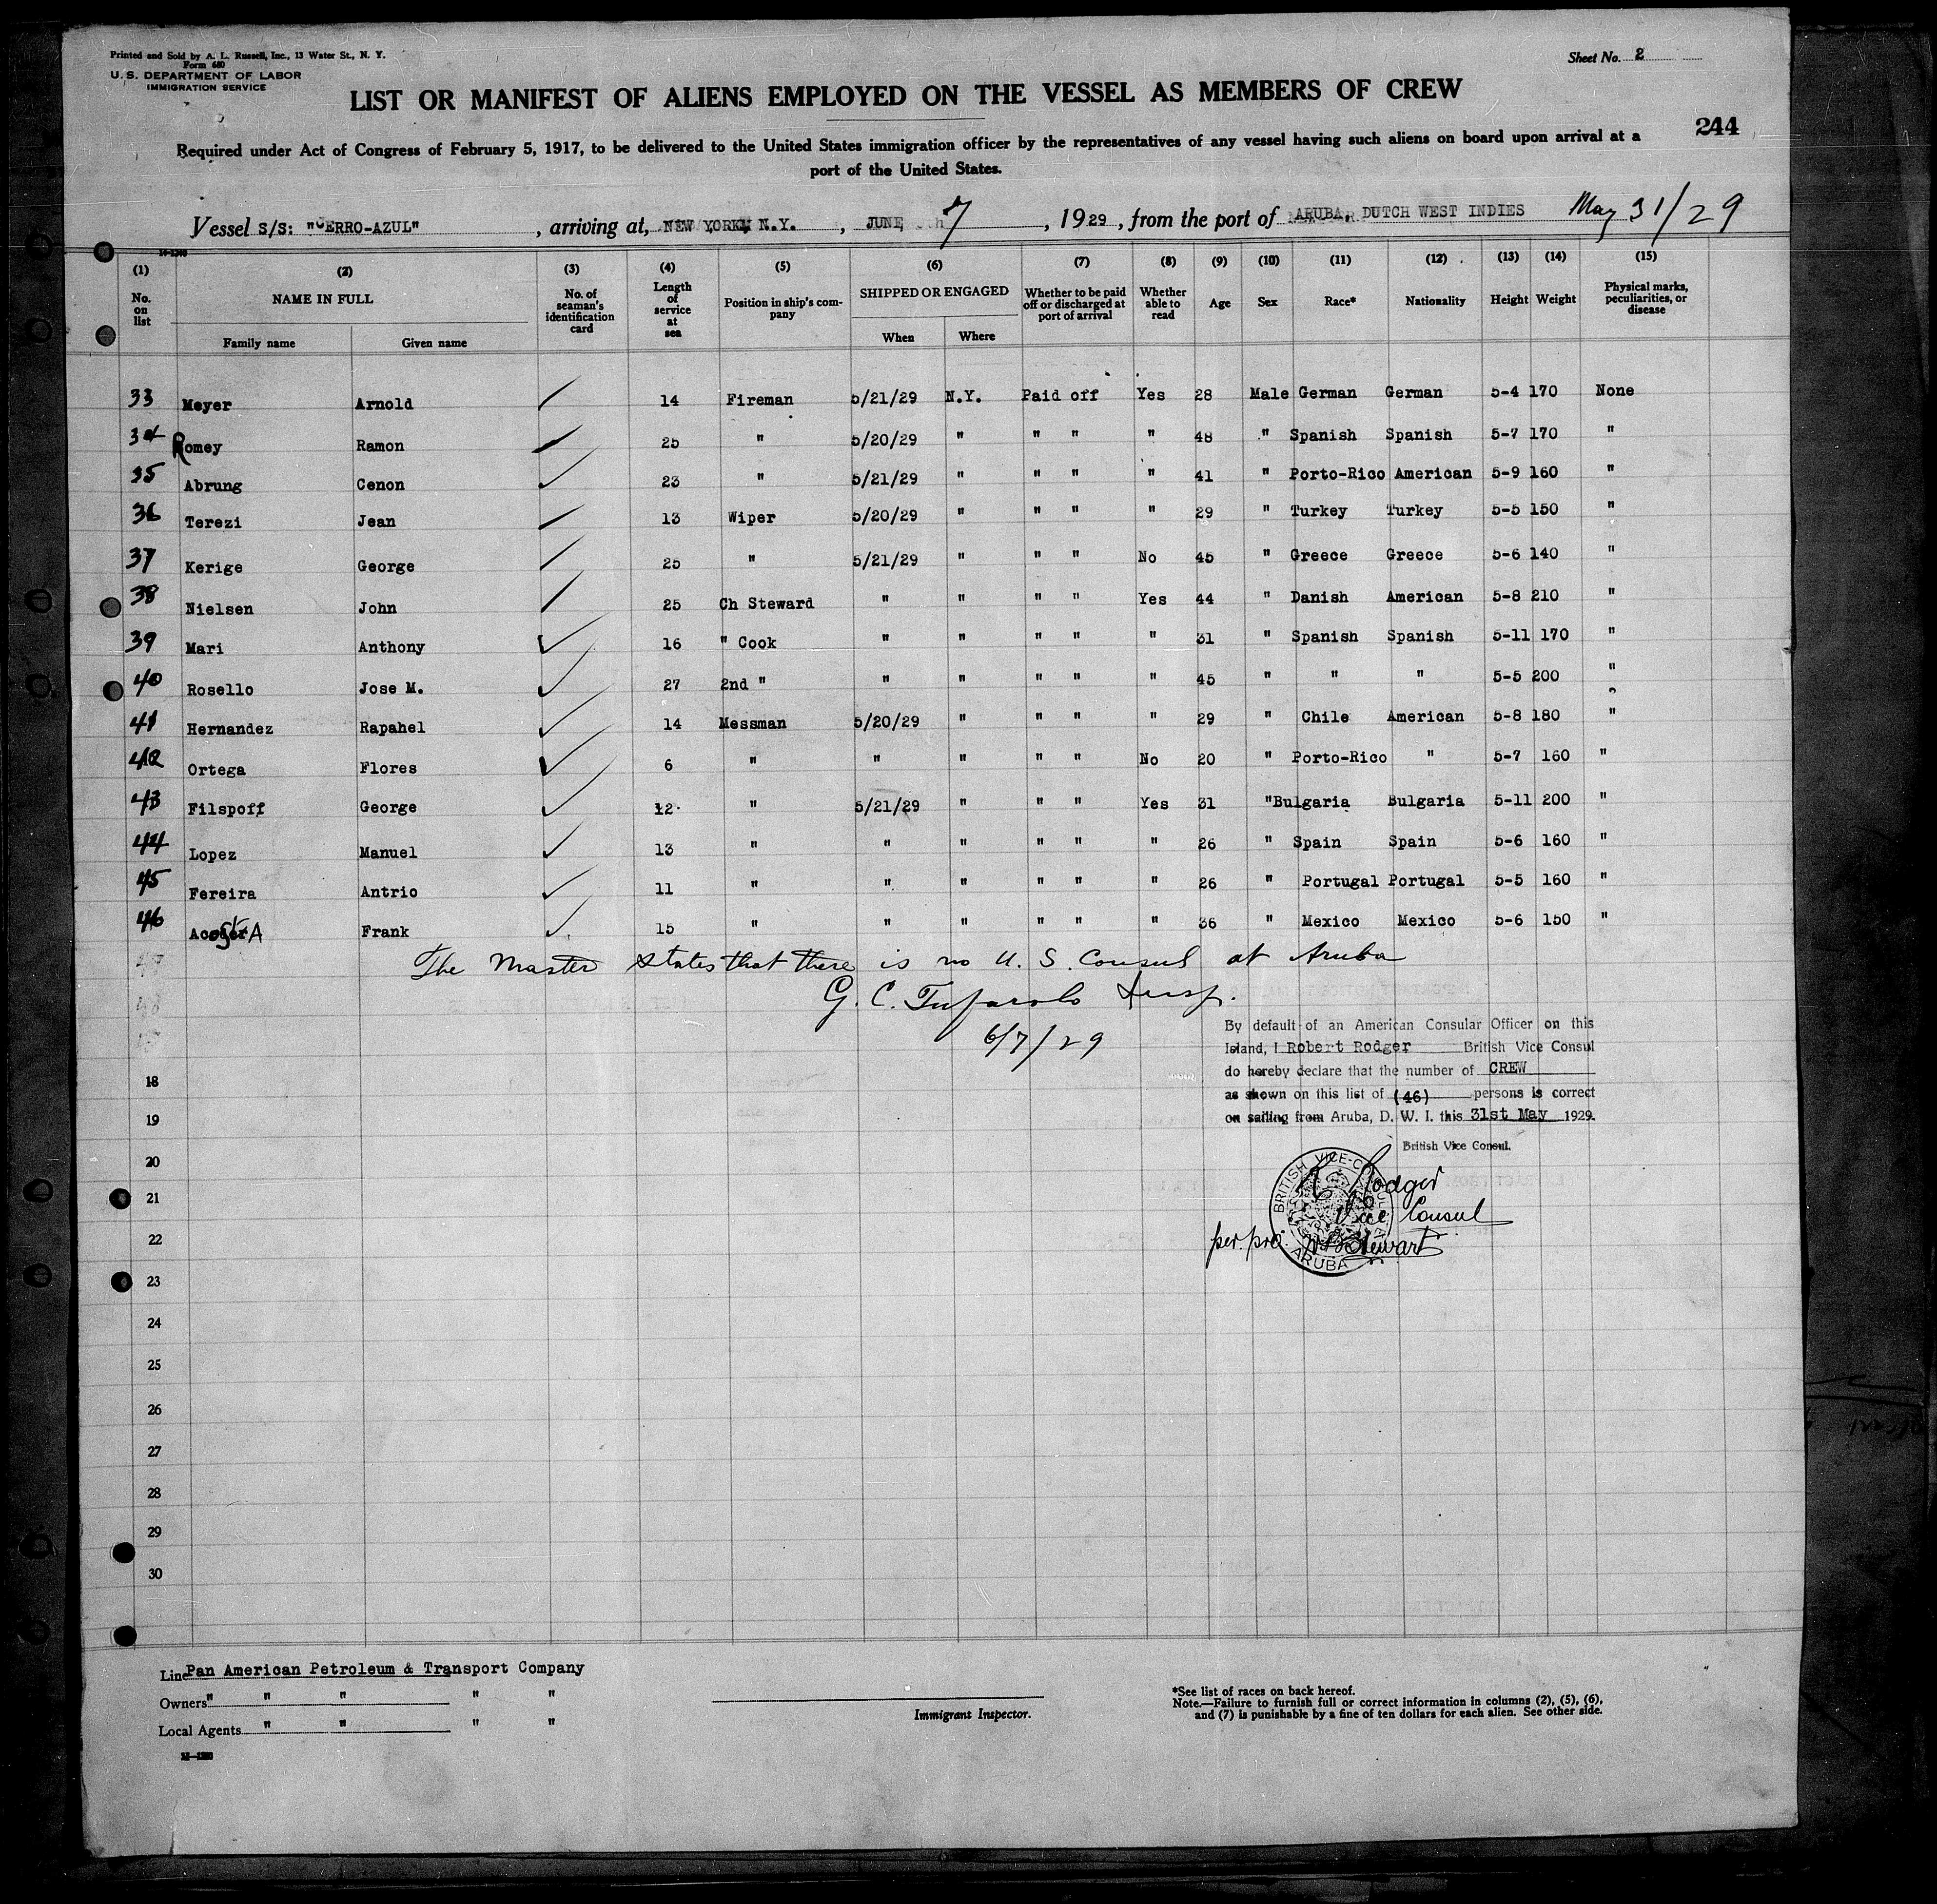 Printed and Sold by A. L. Russell, Inc., 13 Water St., N. Y.
Form 680
U. S. DEPARTMENT OF LABOR
IMMIGRATION SERVICE
Sheet No. 2
LIST OR MANIFEST OF ALIENS EMPLOYED ON THE VESSEL AS MEMBERS OF CREW
244
Required under Act of Congress of February 5, 1917, to be delivered to the United States immigration officer by the representatives of any vessel having such aliens on board upon arrival at a
port of the United States.
Vessel S/S: "CERRO-AZUL", arriving at, NEW YORK N.Y., JUNE 7, 1929, from the port of ARUBA, DUTCH WEST INDIES May 31/29
(1) (2) (3) (4) (5) (6) (7) (8) (9) (10) (11) (12) (13) (14) (15)
No. on list NAME IN FULL Family name Given name No. of seaman's identification card Length of service at sea Position in ship's company SHIPPED OR ENGAGED When Where Whether to be paid off or discharged at port of arrival Whether able to read Age Sex Race* Nationality Height Weight Physical marks, peculiarities, or disease
33 Meyer Arnold 14 Fireman 5/21/29 N.Y. Paid off Yes 28 Male German German 5-4 170 None
34 Romey Ramon 25 " 5/20/29 " " " " 48 " Spanish Spanish 5-7 170 "
35 Abrung Cenon 23 " 5/21/29 " " " " 41 " Porto-Rico American 5-9 160 "
36 Terezi Jean 13 Wiper 5/20/29 " " " " 29 " Turkey Turkey 5-5 150 "
37 Kerige George 25 " 5/21/29 " " " No 45 " Greece Greece 5-6 140 "
38 Nielsen John 25 Ch Steward " " " " Yes 44 " Danish American 5-8 210 "
39 Mari Anthony 16 " Cook " " " " " 31 " Spanish Spanish 5-11 170 "
40 Rosello Jose M. 27 2nd " " " " " " 45 " " " 5-5 200 "
41 Hernandez Rapahel 14 Messman 5/20/29 " " " " 29 " Chile American 5-8 180 "
42 Ortega Flores 6 " " " " " No 20 " Porto-Rico " 5-7 160 "
43 Filspoff George 12 " 5/21/29 " " " Yes 31 " Bulgaria Bulgaria 5-11 200 "
44 Lopez Manuel 13 " " " " " " 26 " Spain Spain 5-6 160 "
45 Fereira Antrio 11 " " " " " " 26 " Portugal Portugal 5-5 160 "
46 AcostA Frank 15 " " " " " " 36 " Mexico Mexico 5-6 150 "
The Master states that there is no U. S. Consul at Aruba
G. C. Tufarolo Insp.
6/7/29
By default of an American Consular Officer on this
Island, I Robert Rodger British Vice Consul
do hereby declare that the number of CREW
as shown on this list of (46) persons is correct
on sailing from Aruba, D. W. I. this 31st May 1929.
British Vice Consul.
BRITISH VICE-CONSULATE ARUBA
R Rodger
Vice Consul
per. pro. Stewart
18
19
20
21
22
23
24
25
26
27
28
29
30
Line Pan American Petroleum & Transport Company
Owners " " " " "
Local Agents " " " "
Immigrant Inspector.
*See list of races on back hereof.
Note.—Failure to furnish full or correct information in columns (2), (5), (6),
and (7) is punishable by a fine of ten dollars for each alien. See other side.